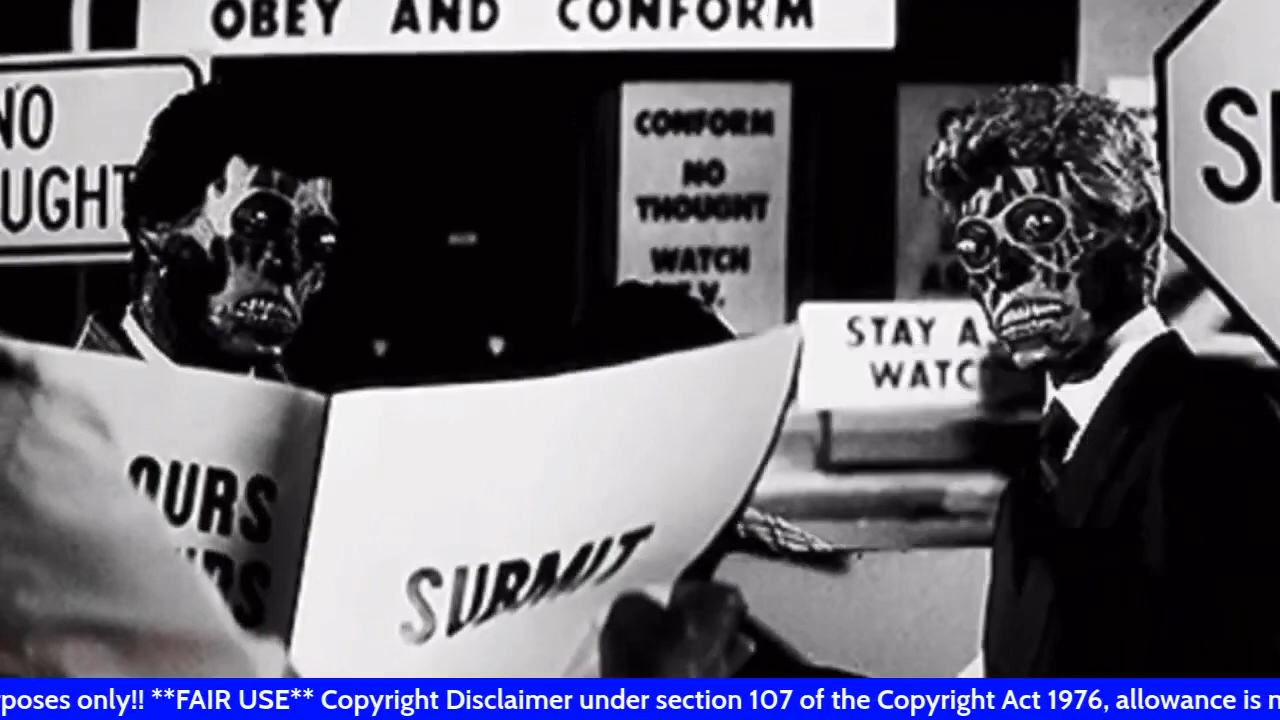 OBEY AND CONFORM
NO
UGHT
CONFORM
NO
THOUGHT
WATCH
T.V.
STAY A
WATC
S
OURS
SUBMIT
rposes only!! **FAIR USE** Copyright Disclaimer under section 107 of the Copyright Act 1976, allowance is